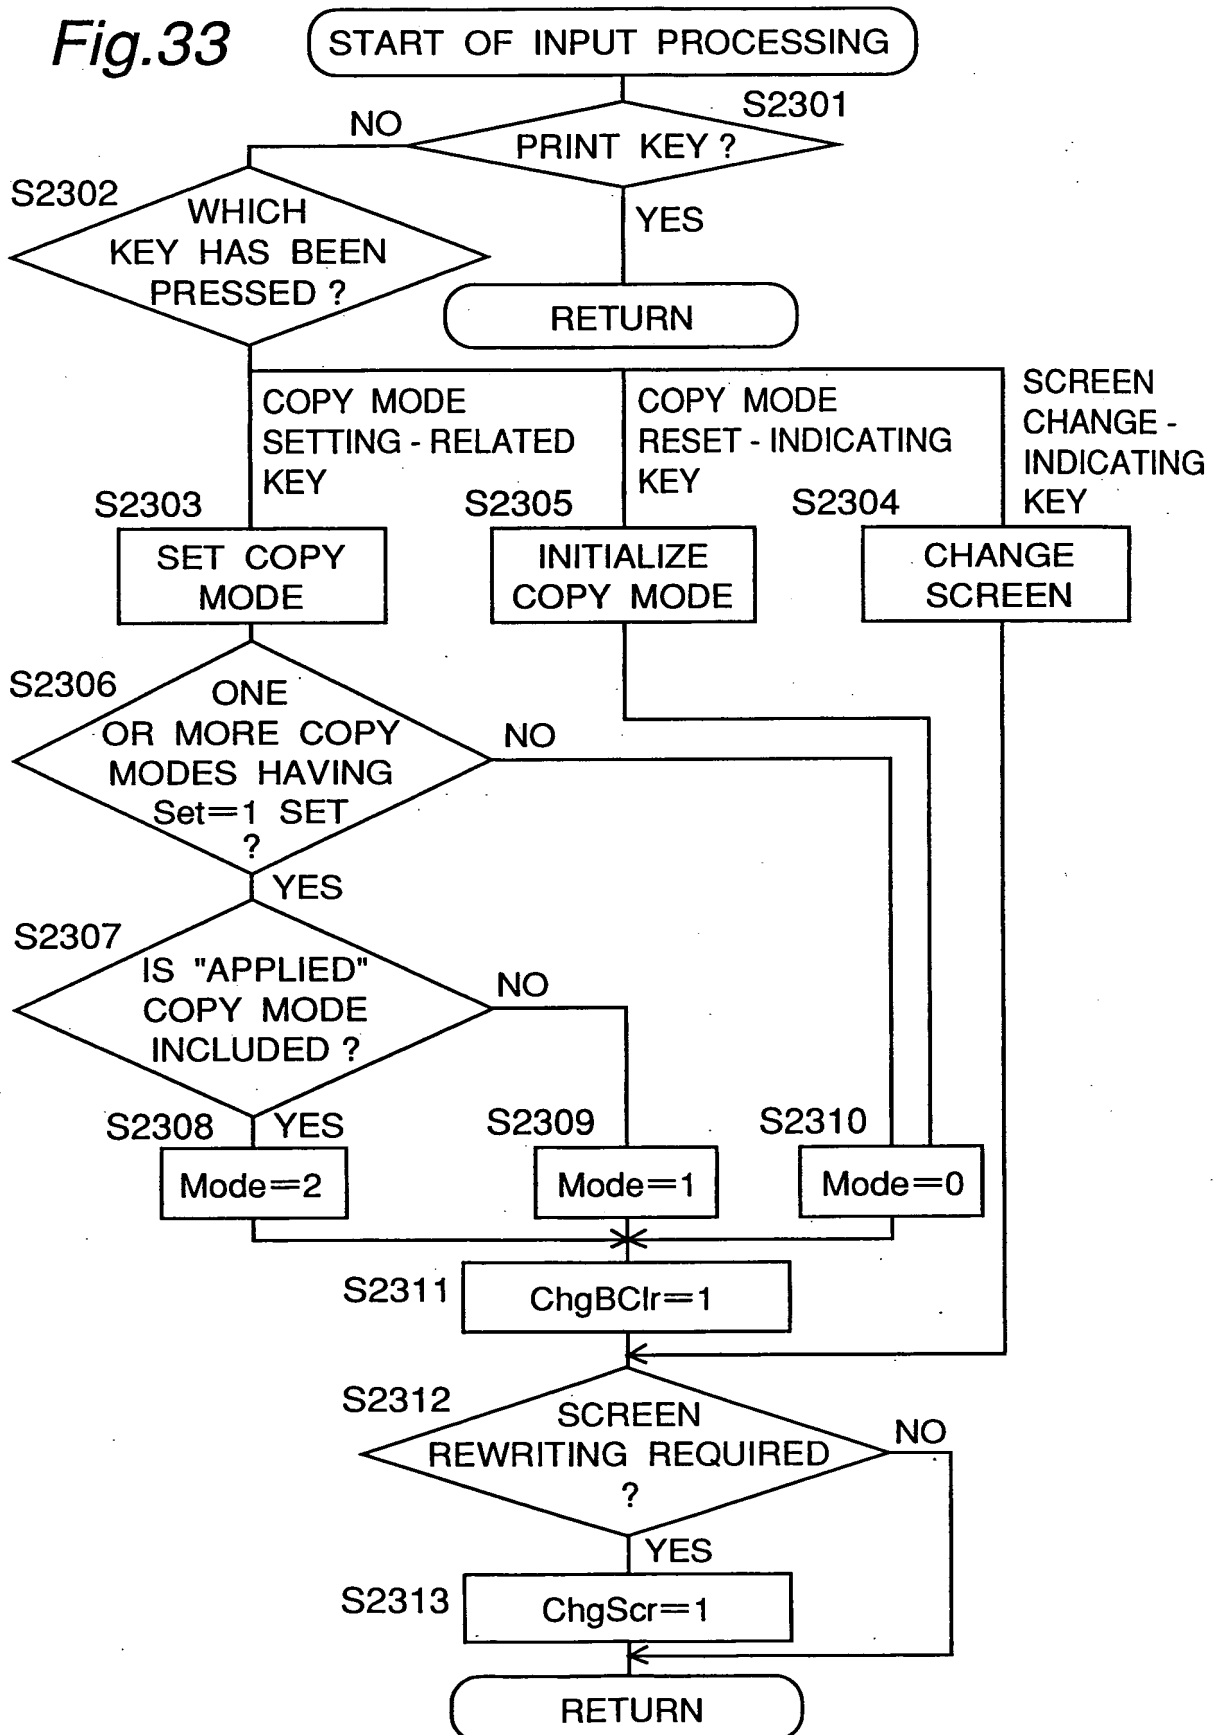 Fig.33
START OF INPUT PROCESSING
S2301
NO
PRINT KEY ?
S2302
WHICH
KEY HAS BEEN
PRESSED ?
YES
RETURN
COPY MODE
SETTING - RELATED
KEY
COPY MODE
RESET - INDICATING
KEY
SCREEN
CHANGE -
INDICATING
KEY
S2303
SET COPY
MODE
S2305
INITIALIZE
COPY MODE
S2304
CHANGE
SCREEN
S2306
ONE
OR MORE COPY
MODES HAVING
Set=1 SET
?
NO
YES
S2307
IS "APPLIED"
COPY MODE
INCLUDED ?
NO
S2308
YES
Mode=2
S2309
Mode=1
S2310
Mode=0
S2311
ChgBClr=1
S2312
SCREEN
REWRITING REQUIRED
?
NO
YES
S2313
ChgScr=1
RETURN